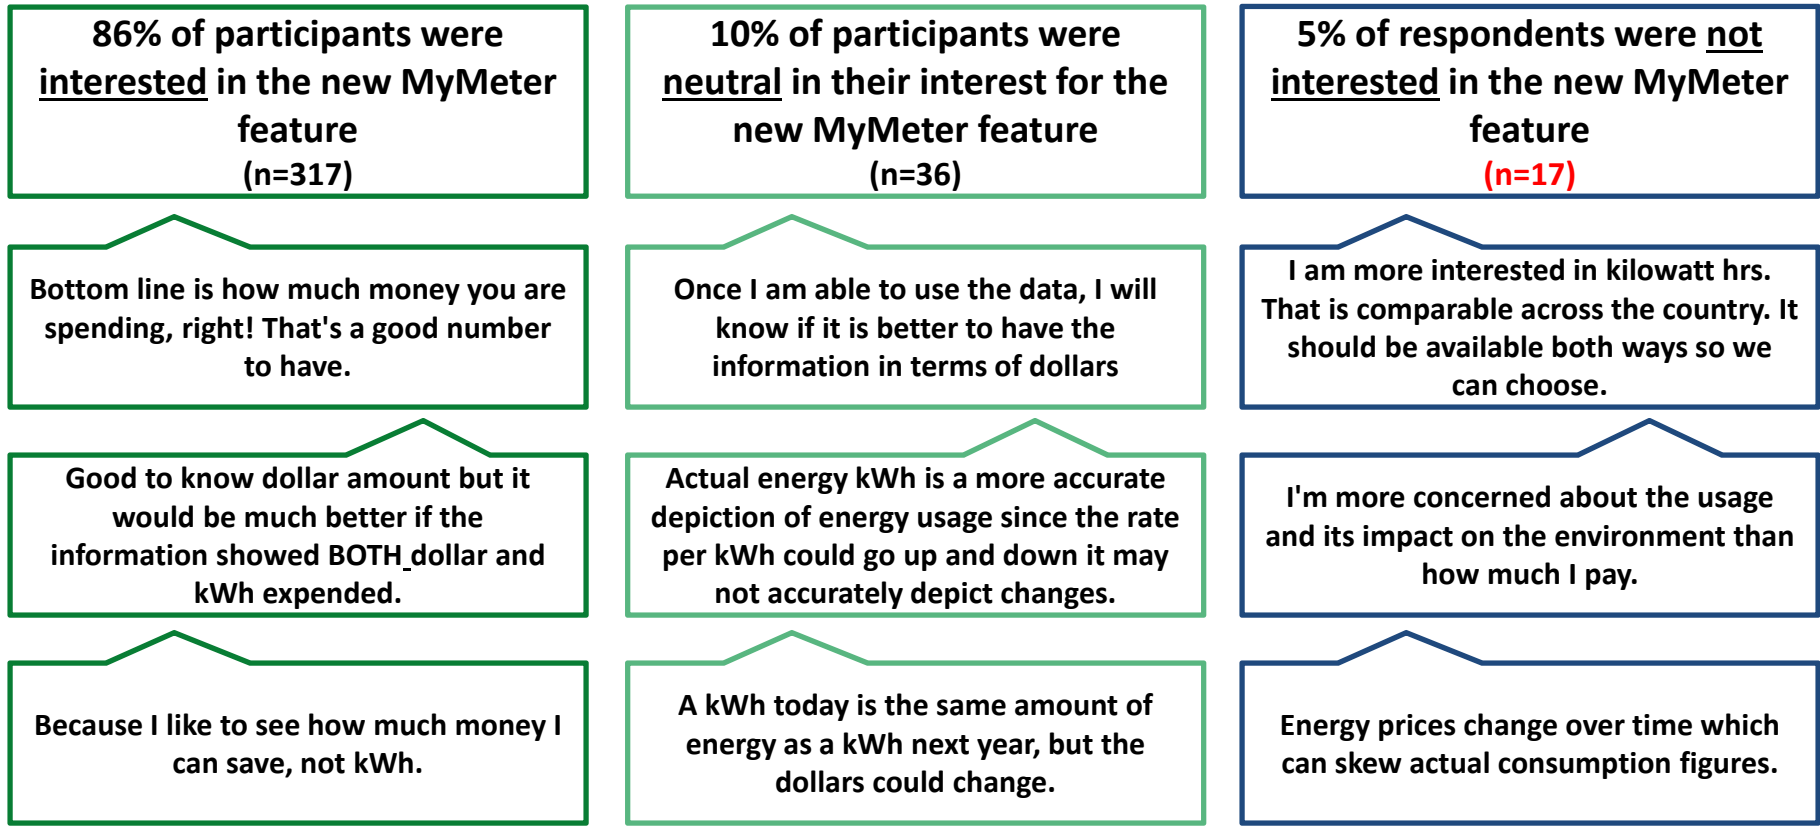 86% of participants were
interested in the new MyMeter
feature
(n=317)
Bottom line is how much money you are
spending, right! That's a good number
to have.
Good to know dollar amount but it
would be much better if the
information showed BOTH dollar and
kWh expended.
Because I like to see how much money I
can save, not kWh.
10% of participants were
neutral in their interest for the
new MyMeter feature
(n=36)
Once I am able to use the data, I will
know if it is better to have the
information in terms of dollars
Actual energy kWh is a more accurate
depiction of energy usage since the rate
per kWh could go up and down it may
not accurately depict changes.
A kWh today is the same amount of
energy as a kWh next year, but the
dollars could change.
5% of respondents were not
interested in the new MyMeter
feature
(n=17)
I am more interested in kilowatt hrs.
That is comparable across the country. It
should be available both ways so we
can choose.
I'm more concerned about the usage
and its impact on the environment than
how much I pay.
Energy prices change over time which
can skew actual consumption figures.